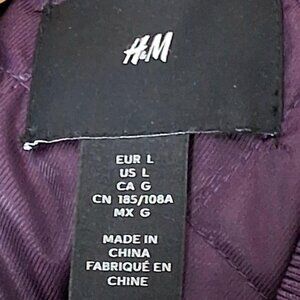 H&M
EUR L
US L
CA G
CN 185/108A
MX G
MADE IN
CHINA
FABRIQUÉ EN
CHINE